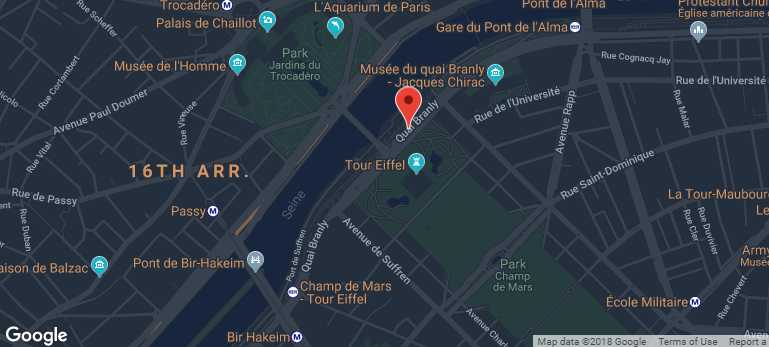 Trocadéro
L'Aquarium de Paris
Pont de l'Alma
Protestant Churc
Palais de Chaillot
Gare du Pont de l'Alma
Église américaine d
Rue Scheffer
Park
Jardins du
Trocadéro
Rue Cognacq Jay
Musée de l'Homme
Musée du quai Branly
- Jacques Chirac
Rue de l'Université
Rue Cortambert
Avenue Paul Doumer
Rue Vineuse
Quai Branly
Rue de l'Université
Avenue Rapp
Rue Malar
Rue Vital
Tour Eiffel
Rue Saint-Dominique
16TH ARR.
Rue de Passy
Seine
La Tour-Maubou
Le
Passy
Rue Duban
Quai Branly
Port de Suffren
Avenue de Suffren
Rue Cler
Rue Duvivier
Army
Musée
aison de Balzac
Pont de Bir-Hakeim
Park
Champ
de Mars
Champ de Mars
- Tour Eiffel
École Militaire
Rue Chevert
Bir Hakeim
Avenue Char
Google
Map data ©2018 Google
Terms of Use
Report a